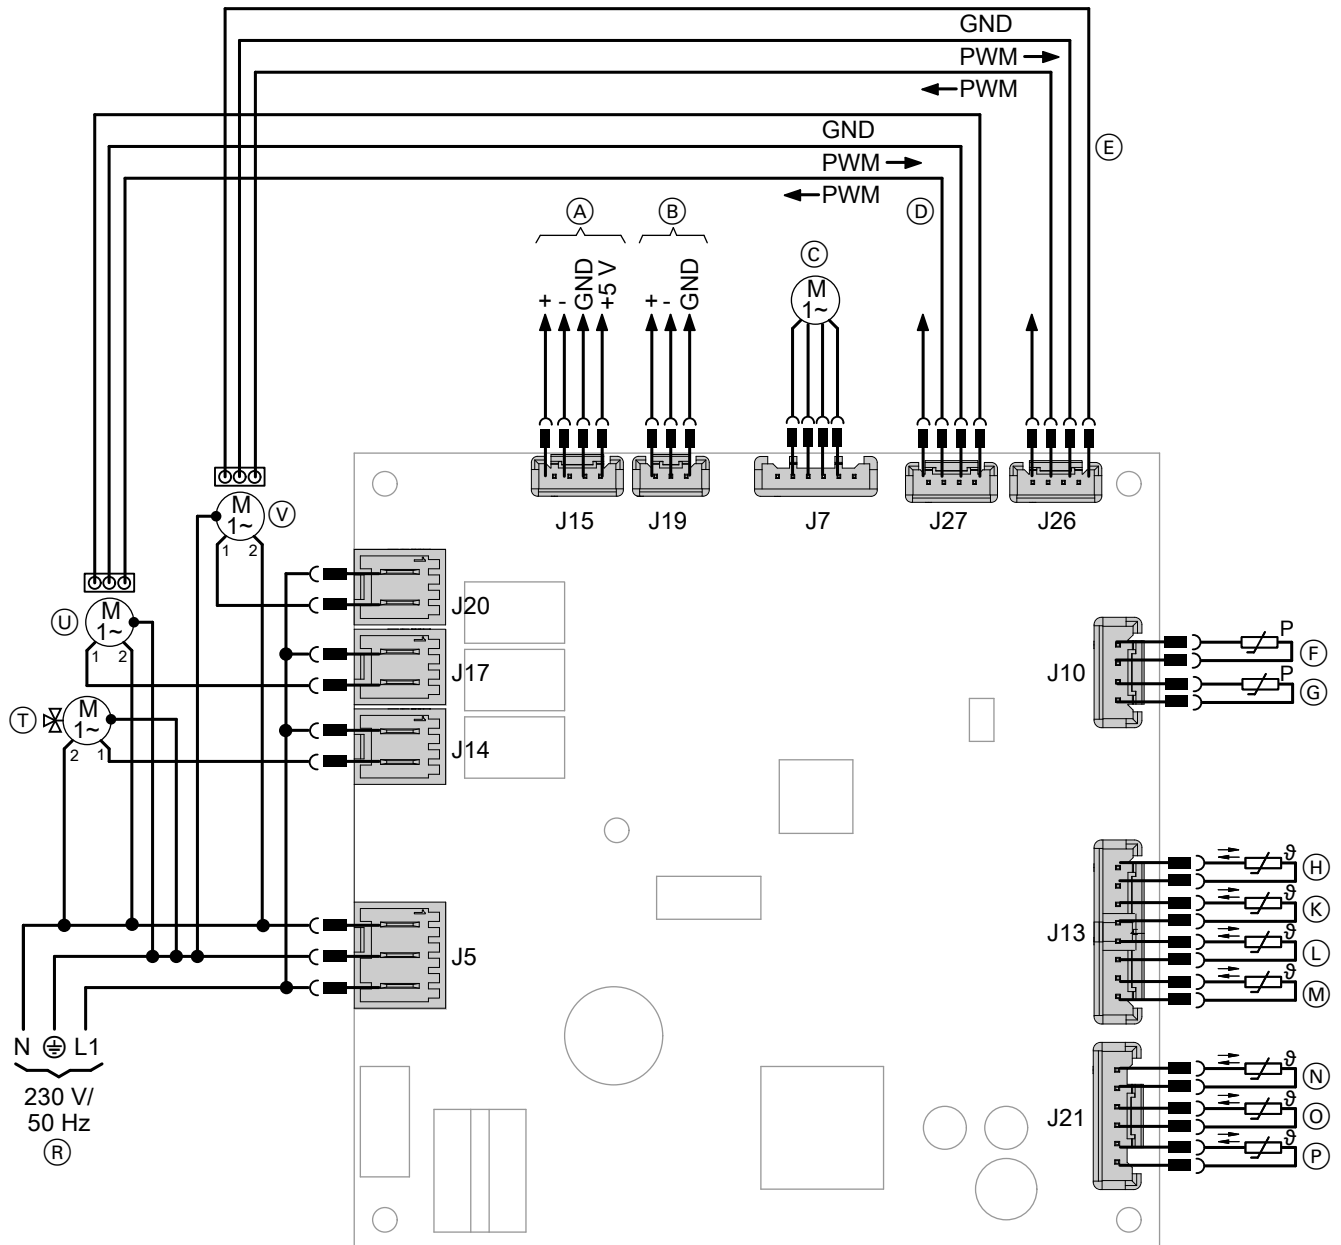 GND
PWM
PWM
GND
PWM
PWM
E
A
B
D
C
+ - GND +5 V
+ - GND
M
1~
J15
J19
J7
J27
J26
M
1~
V
1 2
J20
M
1~
U
1 2
J17
T
M
1~
2 1
J14
J5
N L1
230 V/
50 Hz
R
J10
P
F
P
G
J13
ϑ
H
ϑ
K
ϑ
L
ϑ
M
J21
ϑ
N
ϑ
O
ϑ
P